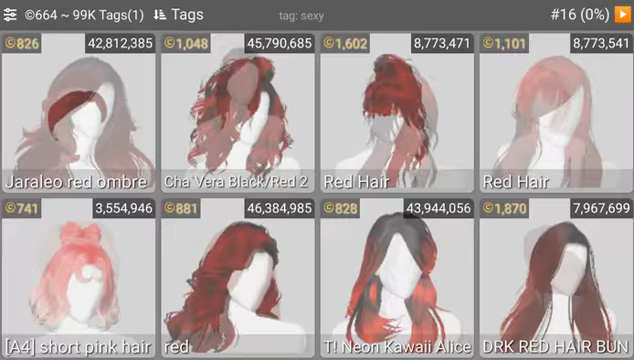 ©664 ~ 99K Tags(1) Tags tag: sexy #16 (0%)
©826 42,812,385 ©1,048 45,790,685 ©1,602 8,773,471 ©1,101 8,773,541
Jaraleo red ombre Cha'Vera Black/Red 2 Red Hair Red Hair
©741 3,554,946 ©881 46,384,985 ©828 43,944,056 ©1,870 7,967,699
[A4] short pink hair red T! Neon Kawaii Alice DRK RED HAIR BUN